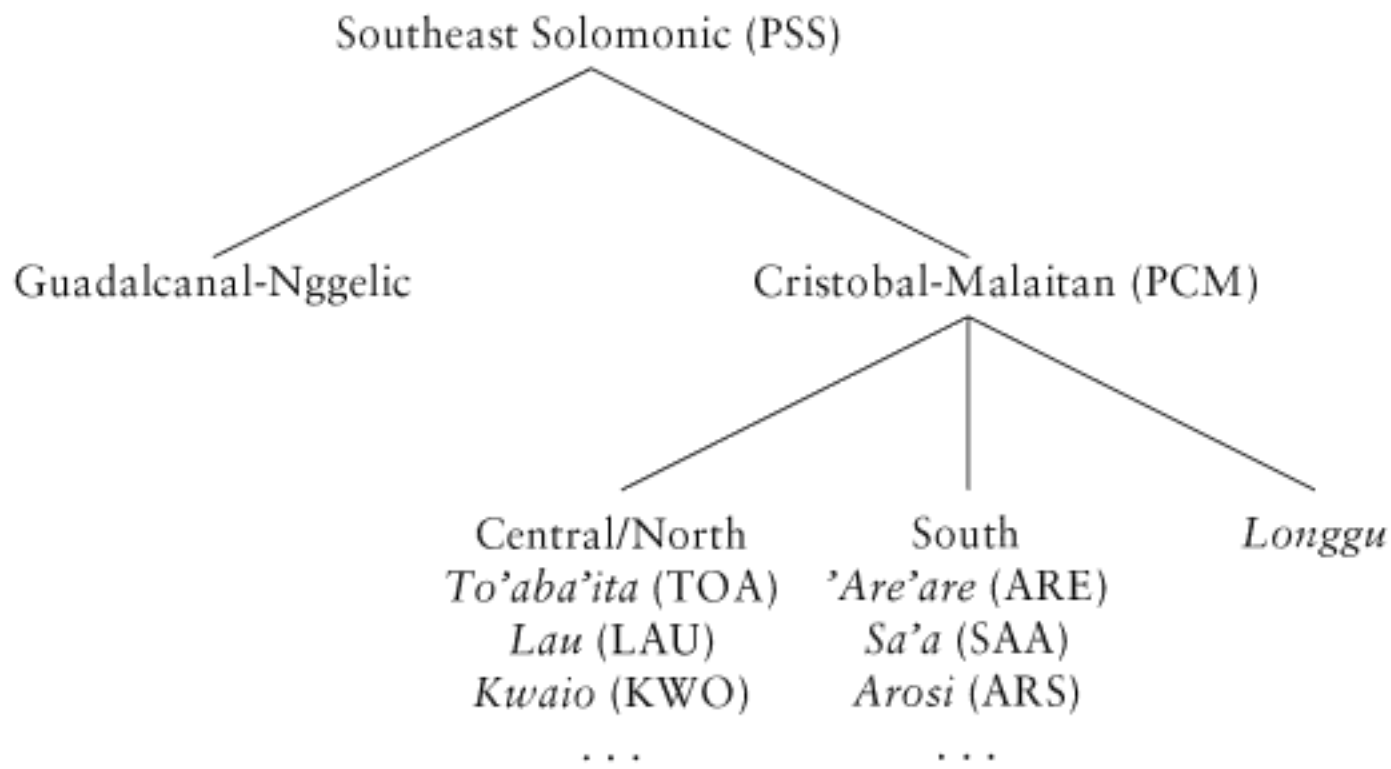 Southeast Solomonic (PSS)
Guadalcanal-Nggelic
Cristobal-Malaitan (PCM)
Central/North
To’aba’ita (TOA)
Lau (LAU)
Kwaio (KWO)
. . .
South
’Are’are (ARE)
Sa’a (SAA)
Arosi (ARS)
. . .
Longgu